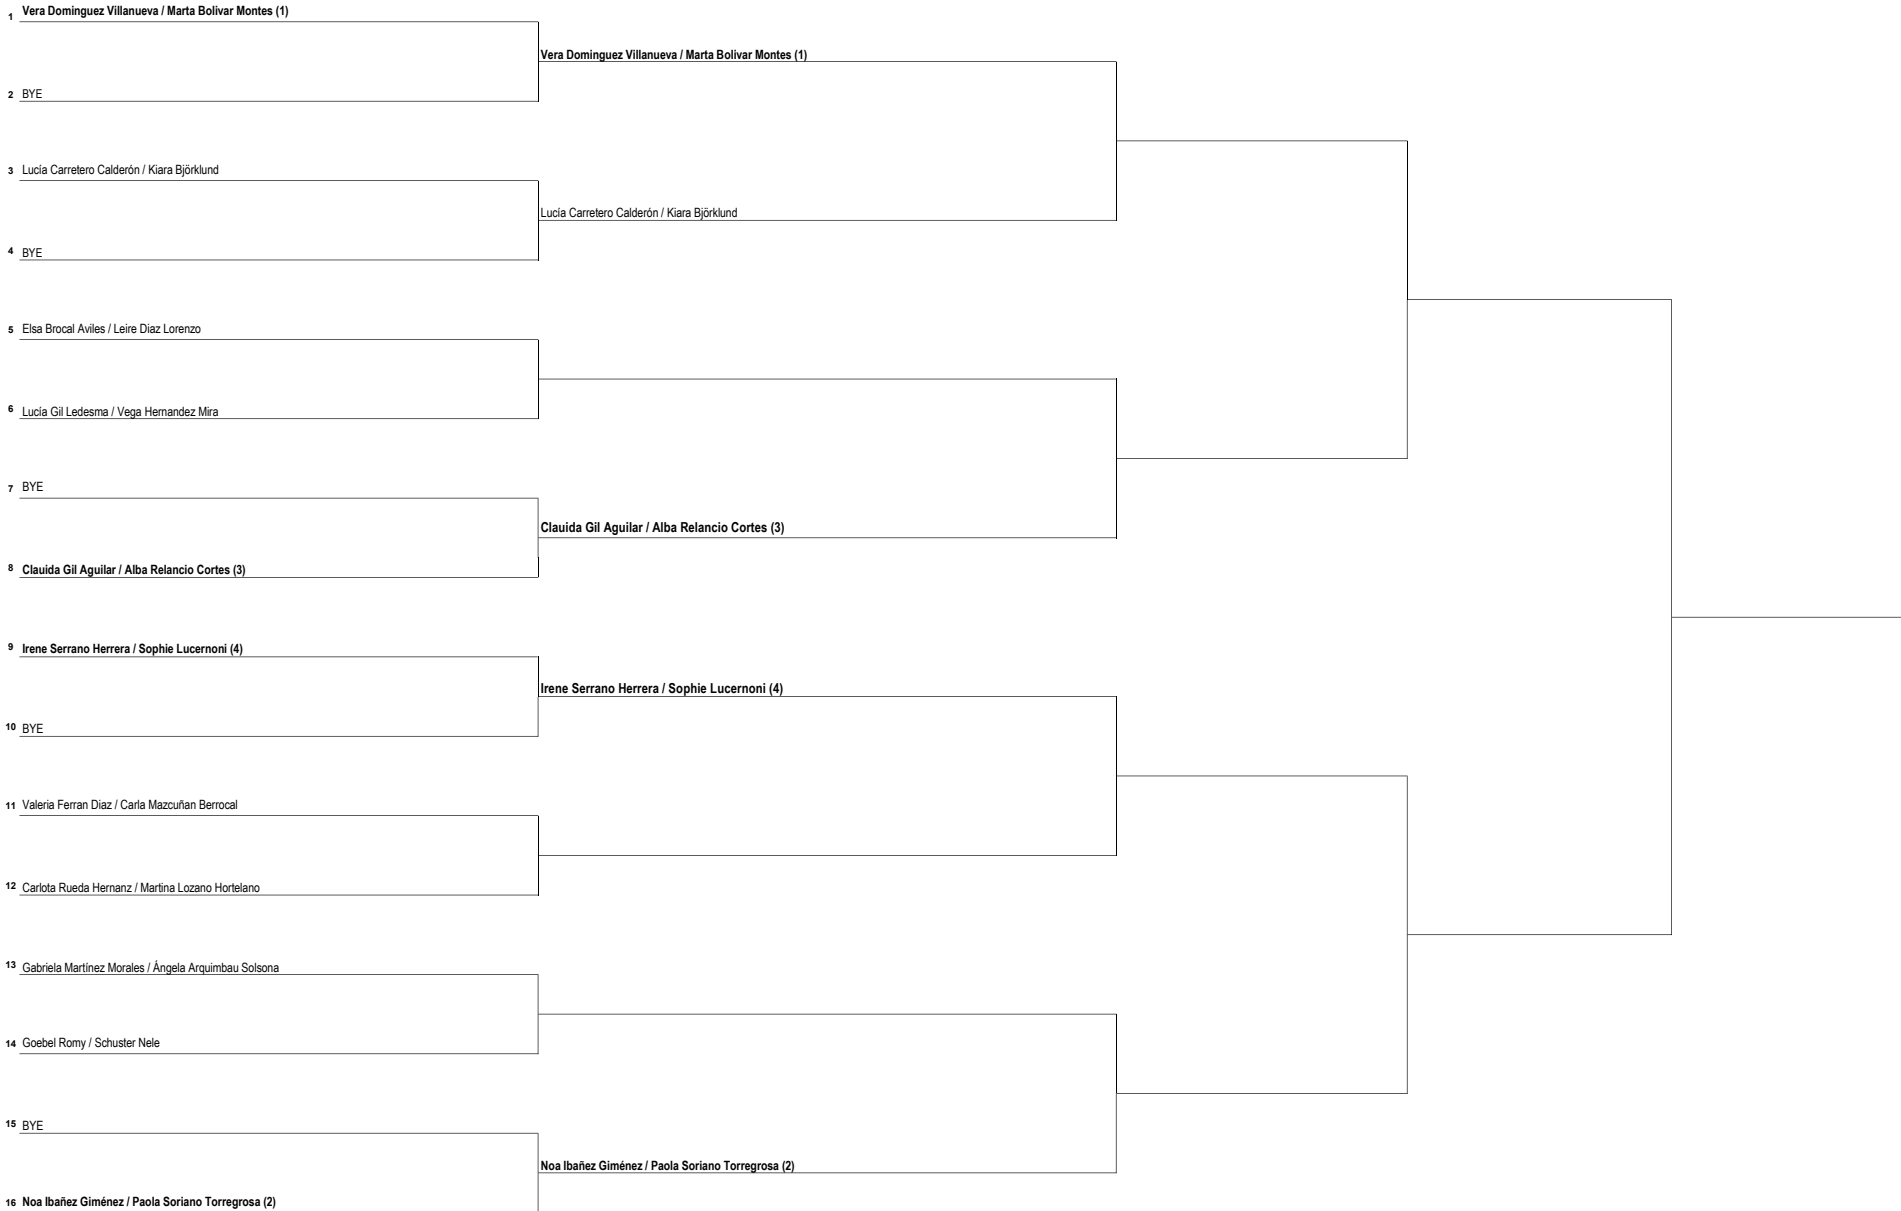 1 Vera Dominguez Villanueva / Marta Bolivar Montes (1)
Vera Dominguez Villanueva / Marta Bolivar Montes (1)
2 BYE
3 Lucía Carretero Calderón / Kiara Björklund
Lucía Carretero Calderón / Kiara Björklund
4 BYE
5 Elsa Brocal Aviles / Leire Diaz Lorenzo
6 Lucía Gil Ledesma / Vega Hernandez Mira
7 BYE
Clauida Gil Aguilar / Alba Relancio Cortes (3)
8 Clauida Gil Aguilar / Alba Relancio Cortes (3)
9 Irene Serrano Herrera / Sophie Lucernoni (4)
Irene Serrano Herrera / Sophie Lucernoni (4)
10 BYE
11 Valeria Ferran Diaz / Carla Mazcuñan Berrocal
12 Carlota Rueda Hernanz / Martina Lozano Hortelano
13 Gabriela Martínez Morales / Ángela Arquimbau Solsona
14 Goebel Romy / Schuster Nele
15 BYE
Noa Ibañez Giménez / Paola Soriano Torregrosa (2)
16 Noa Ibañez Giménez / Paola Soriano Torregrosa (2)